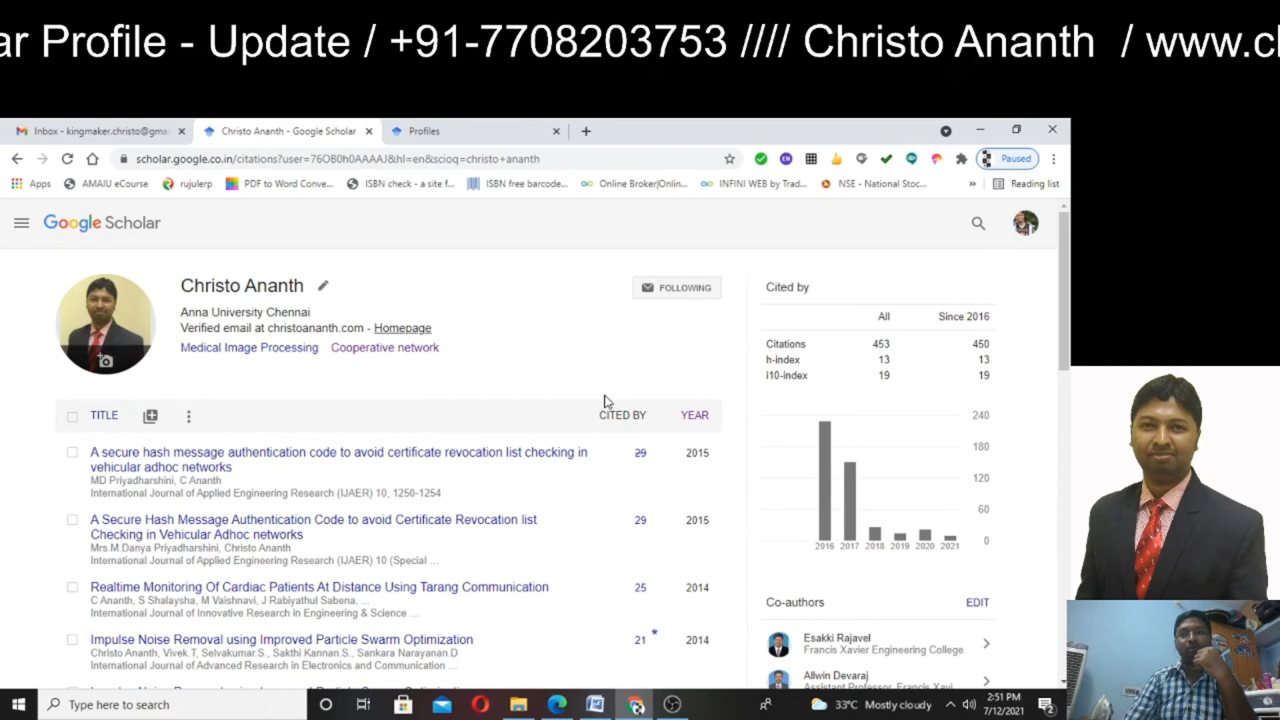 ar Profile - Update / +91-7708203753 //// Christo Ananth / www.c
Inbox - kingmaker.christo@gma
Christo Ananth - Google Scholar
Profiles
scholar.google.co.in/citations?user=76OB0h0AAAAJ&hl=en&scioq=christo+ananth
Paused
Apps
AMAIU eCourse
rujulerp
PDF to Word Conve...
ISBN check - a site f...
ISBN free barcode...
Online Broker|Onlin...
INFINI WEB by Trad...
NSE - National Stoc...
»
Reading list
Google Scholar
Christo Ananth
FOLLOWING
Anna University Chennai
Verified email at christoananth.com - Homepage
Medical Image Processing Cooperative network
TITLE CITED BY YEAR
A secure hash message authentication code to avoid certificate revocation list checking in 29 2015
vehicular adhoc networks
MD Priyadharshini, C Ananth
International Journal of Applied Engineering Research (IJAER) 10, 1250-1254
A Secure Hash Message Authentication Code to avoid Certificate Revocation list 29 2015
Checking in Vehicular Adhoc networks
Mrs.M.Danya Priyadharshini, Christo Ananth
International Journal of Applied Engineering Research (IJAER) 10 (Special ...
Realtime Monitoring Of Cardiac Patients At Distance Using Tarang Communication 25 2014
C Ananth, S Shalaysha, M Vaishnavi, J Rabiyathul Sabena, ...
International Journal of Innovative Research in Engineering & Science ...
Impulse Noise Removal using Improved Particle Swarm Optimization 21 * 2014
Christo Ananth, Vivek.T, Selvakumar.S., Sakthi Kannan.S., Sankara Narayanan.D
International Journal of Advanced Research in Electronics and Communication ...
Cited by
All Since 2016
Citations 453 450
h-index 13 13
i10-index 19 19
240
180
120
60
0
2016 2017 2018 2019 2020 2021
Co-authors EDIT
Esakki Rajavel
Francis Xavier Engineering College
Allwin Devaraj
Assistant Professor, Francis Xavi...
Type here to search
33°C Mostly cloudy
2:51 PM
7/12/2021
2